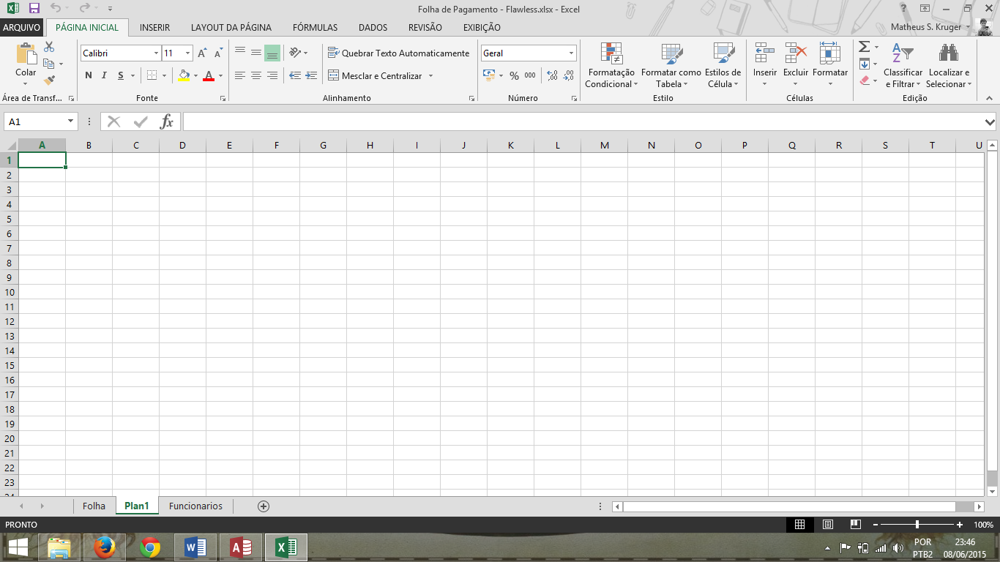 Folha de Pagamento - Flawless.xlsx - Excel
ARQUIVO PÁGINA INICIAL INSERIR LAYOUT DA PÁGINA FÓRMULAS DADOS REVISÃO EXIBIÇÃO Matheus S. Kruger
Colar
Calibri 11
N I S A
Quebrar Texto Automaticamente
Mesclar e Centralizar
Geral
% 000
Formatação Condicional
Formatar como Tabela
Estilos de Célula
Inserir Excluir Formatar
Classificar e Filtrar
Localizar e Selecionar
Área de Transf... Fonte Alinhamento Número Estilo Células Edição
A1 fx
A B C D E F G H I J K L M N O P Q R S T U
1
2
3
4
5
6
7
8
9
10
11
12
13
14
15
16
17
18
19
20
21
22
23
24
Folha Plan1 Funcionarios
PRONTO 100%
POR 23:46
PTB2 08/06/2015